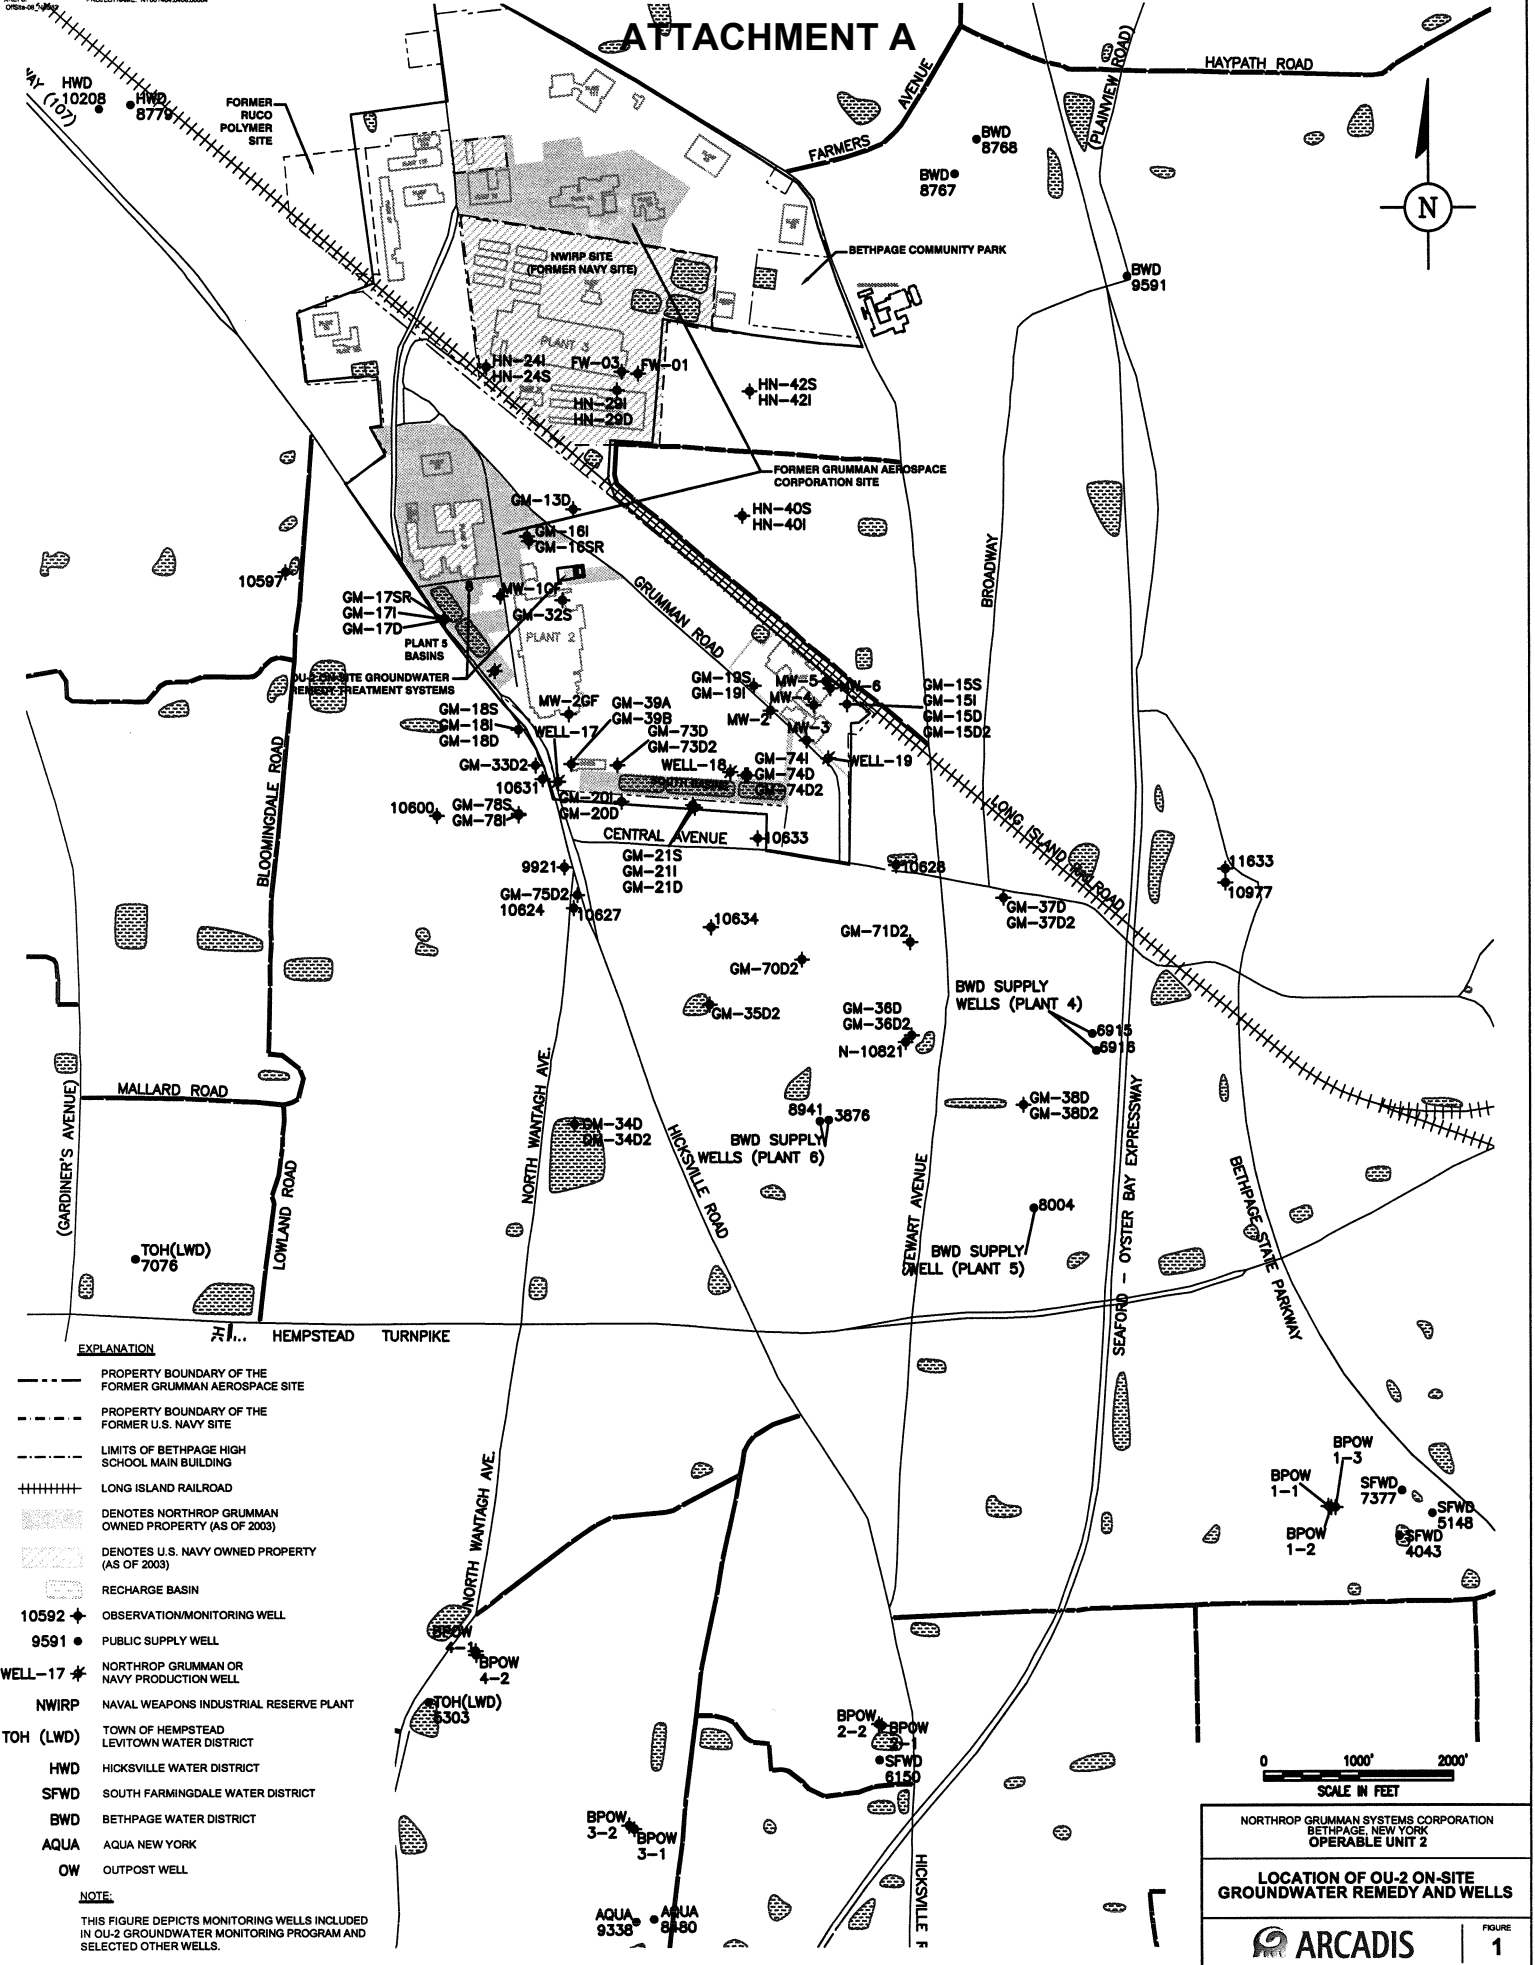 ATTACHMENT A
HAYPATH ROAD
(PLAINVIEW ROAD)
AVENUE
FARMERS
(107)
HWD
10208
HWD
8779
FORMER
RUCO
POLYMER
SITE
BWD
8768
BWD
8767
N
BETHPAGE COMMUNITY PARK
NWIRP SITE
(FORMER NAVY SITE)
BWD
9591
PLANT 3
HN-24I
HN-24S
FW-03
FW-01
HN-29I
HN-29D
HN-42S
HN-42I
FORMER GRUMMAN AEROSPACE
CORPORATION SITE
GM-13D
HN-40S
HN-40I
GM-16I
GM-16SR
BROADWAY
10597
MW-1GF
GM-17SR
GM-17I
GM-17D
GM-32S
GRUMMAN ROAD
PLANT 2
PLANT 5
BASINS
OU-2 ON-SITE GROUNDWATER
REMEDY TREATMENT SYSTEMS
GM-19S
GM-19I
MW-5
MW-6
MW-4
GM-15S
GM-15I
GM-15D
GM-15D2
MW-2GF
GM-39A
GM-39B
MW-2
MW-3
GM-18S
GM-18I
GM-18D
WELL-17
GM-73D
GM-73D2
BLOOMINGDALE ROAD
GM-33D2
WELL-18
GM-74I
GM-74D
GM-74D2
WELL-19
10631
GM-20I
GM-20D
10600
GM-78S
GM-78I
LONG ISLAND RAILROAD
CENTRAL AVENUE
10633
GM-21S
GM-21I
GM-21D
9921
10628
11633
10977
GM-75D2
10624
10627
GM-37D
GM-37D2
10634
GM-71D2
GM-70D2
BWD SUPPLY
WELLS (PLANT 4)
GM-35D2
GM-36D
GM-36D2
N-10821
6915
6916
NORTH WANTAGH AVE.
(GARDINER'S AVENUE)
MALLARD ROAD
GM-38D
GM-38D2
8941
3876
BWD SUPPLY
WELLS (PLANT 6)
GM-34D
GM-34D2
HICKSVILLE ROAD
STEWART AVENUE
SEAFORD - OYSTER BAY EXPRESSWAY
BETHPAGE STATE PARKWAY
LOWLAND ROAD
8004
BWD SUPPLY
WELL (PLANT 5)
TOH(LWD)
7076
HEMPSTEAD TURNPIKE
EXPLANATION
PROPERTY BOUNDARY OF THE
FORMER GRUMMAN AEROSPACE SITE
PROPERTY BOUNDARY OF THE
FORMER U.S. NAVY SITE
LIMITS OF BETHPAGE HIGH
SCHOOL MAIN BUILDING
LONG ISLAND RAILROAD
DENOTES NORTHROP GRUMMAN
OWNED PROPERTY (AS OF 2003)
DENOTES U.S. NAVY OWNED PROPERTY
(AS OF 2003)
RECHARGE BASIN
10592 OBSERVATION/MONITORING WELL
9591 PUBLIC SUPPLY WELL
WELL-17 NORTHROP GRUMMAN OR
NAVY PRODUCTION WELL
NWIRP NAVAL WEAPONS INDUSTRIAL RESERVE PLANT
TOH (LWD) TOWN OF HEMPSTEAD
LEVITOWN WATER DISTRICT
HWD HICKSVILLE WATER DISTRICT
SFWD SOUTH FARMINGDALE WATER DISTRICT
BWD BETHPAGE WATER DISTRICT
AQUA AQUA NEW YORK
OW OUTPOST WELL
NOTE:
THIS FIGURE DEPICTS MONITORING WELLS INCLUDED
IN OU-2 GROUNDWATER MONITORING PROGRAM AND
SELECTED OTHER WELLS.
NORTH WANTAGH AVE.
BPOW
1-3
BPOW
1-1
BPOW
1-2
SFWD
7377
SFWD
5148
SFWD
4043
BPOW
4-1
BPOW
4-2
TOH(LWD)
5303
BPOW
2-2
BPOW
2-1
SFWD
6150
BPOW
3-2
BPOW
3-1
AQUA
9338
AQUA
8480
HICKSVILLE R
0 1000' 2000'
SCALE IN FEET
NORTHROP GRUMMAN SYSTEMS CORPORATION
BETHPAGE, NEW YORK
OPERABLE UNIT 2
LOCATION OF OU-2 ON-SITE
GROUNDWATER REMEDY AND WELLS
ARCADIS
FIGURE
1